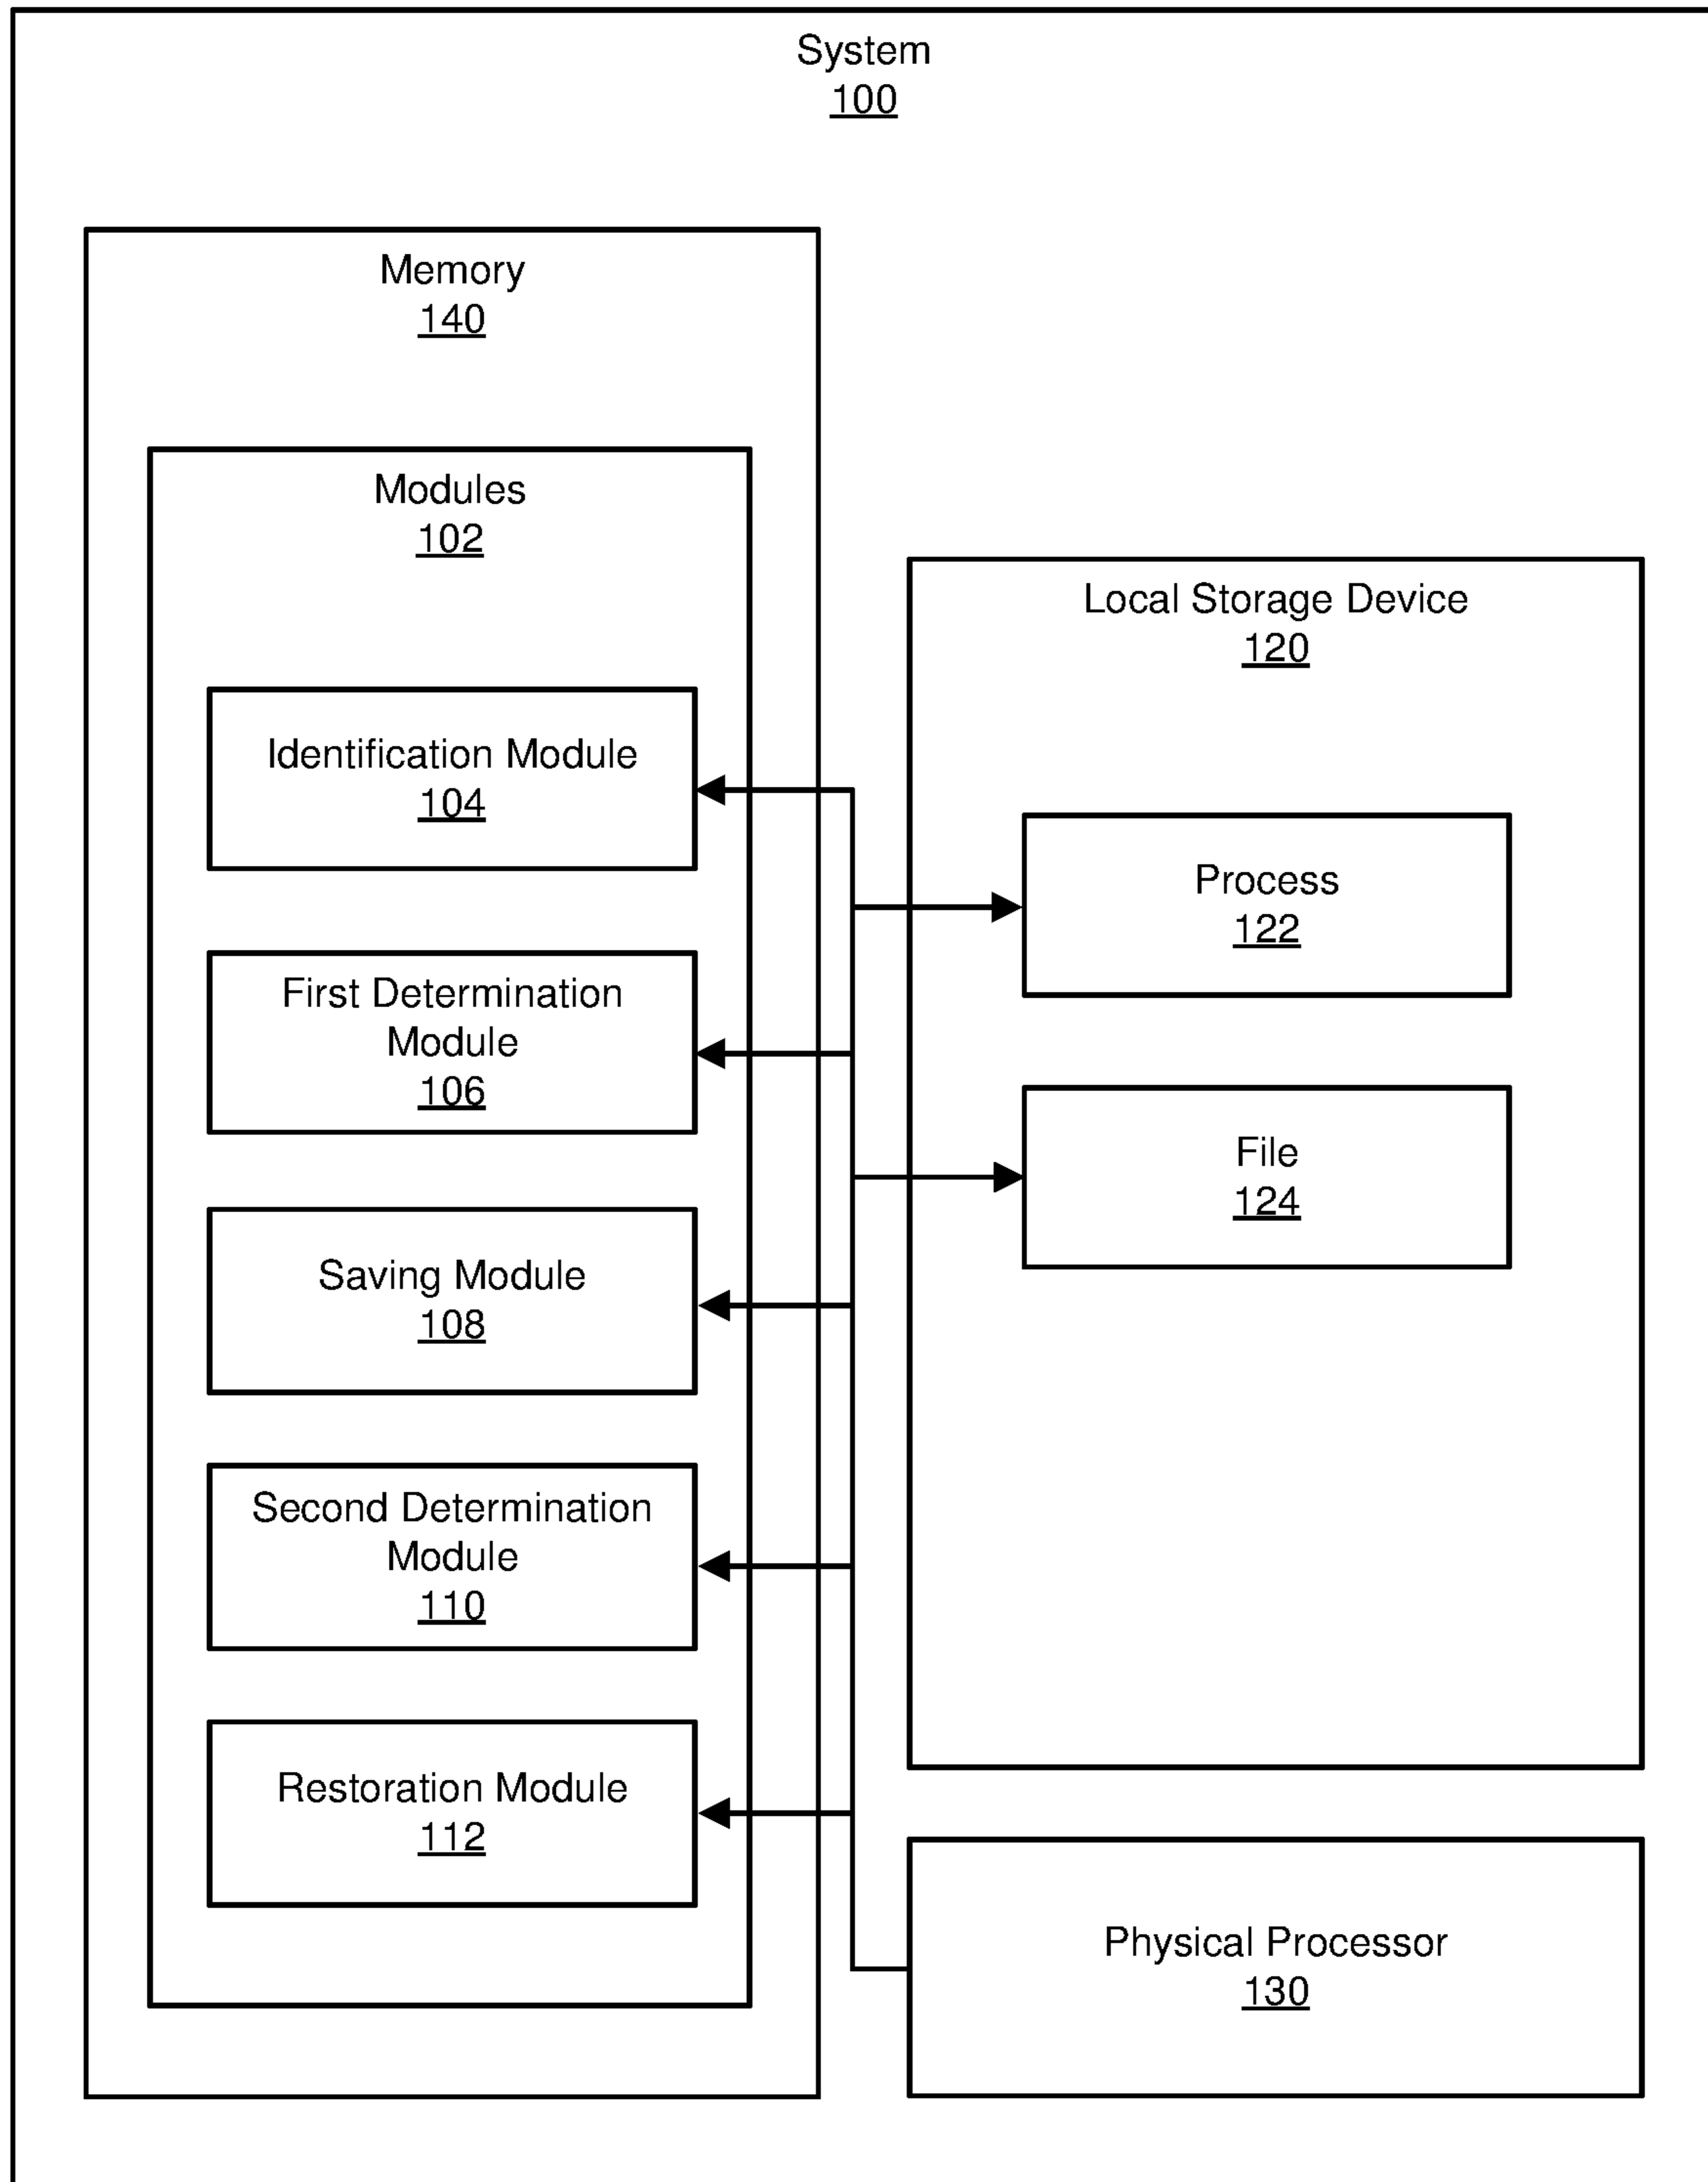 System
100
Memory
140
Modules
102
Identification Module
104
First Determination
Module
106
Saving Module
108
Second Determination
Module
110
Restoration Module
112
Local Storage Device
120
Process
122
File
124
Physical Processor
130